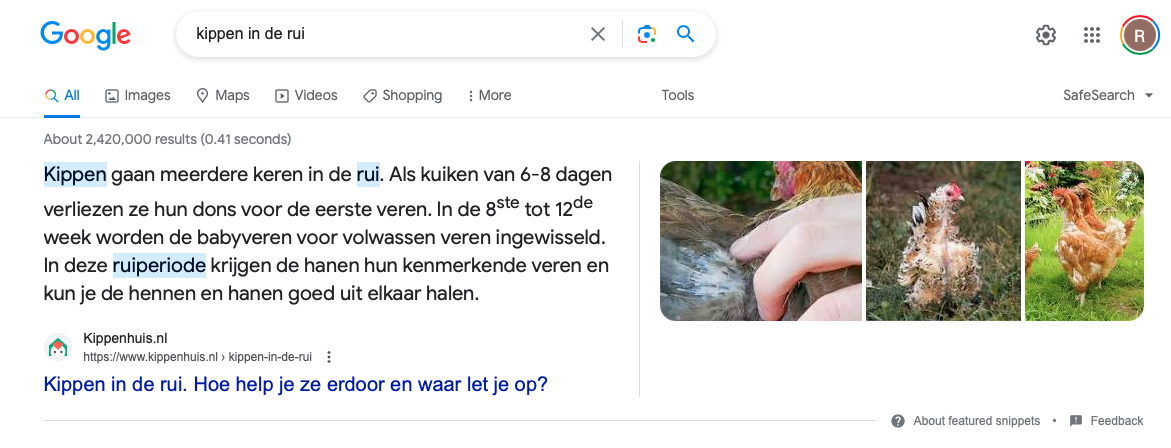 Google
kippen in de rui
R
All Images Maps Videos Shopping More Tools SafeSearch
About 2,420,000 results (0.41 seconds)
Kippen gaan meerdere keren in de rui. Als kuiken van 6-8 dagen
verliezen ze hun dons voor de eerste veren. In de 8ste tot 12de
week worden de babyveren voor volwassen veren ingewisseld.
In deze ruiperiode krijgen de hanen hun kenmerkende veren en
kun je de hennen en hanen goed uit elkaar halen.
Kippenhuis.nl
https://www.kippenhuis.nl › kippen-in-de-rui
Kippen in de rui. Hoe help je ze erdoor en waar let je op?
About featured snippets • Feedback